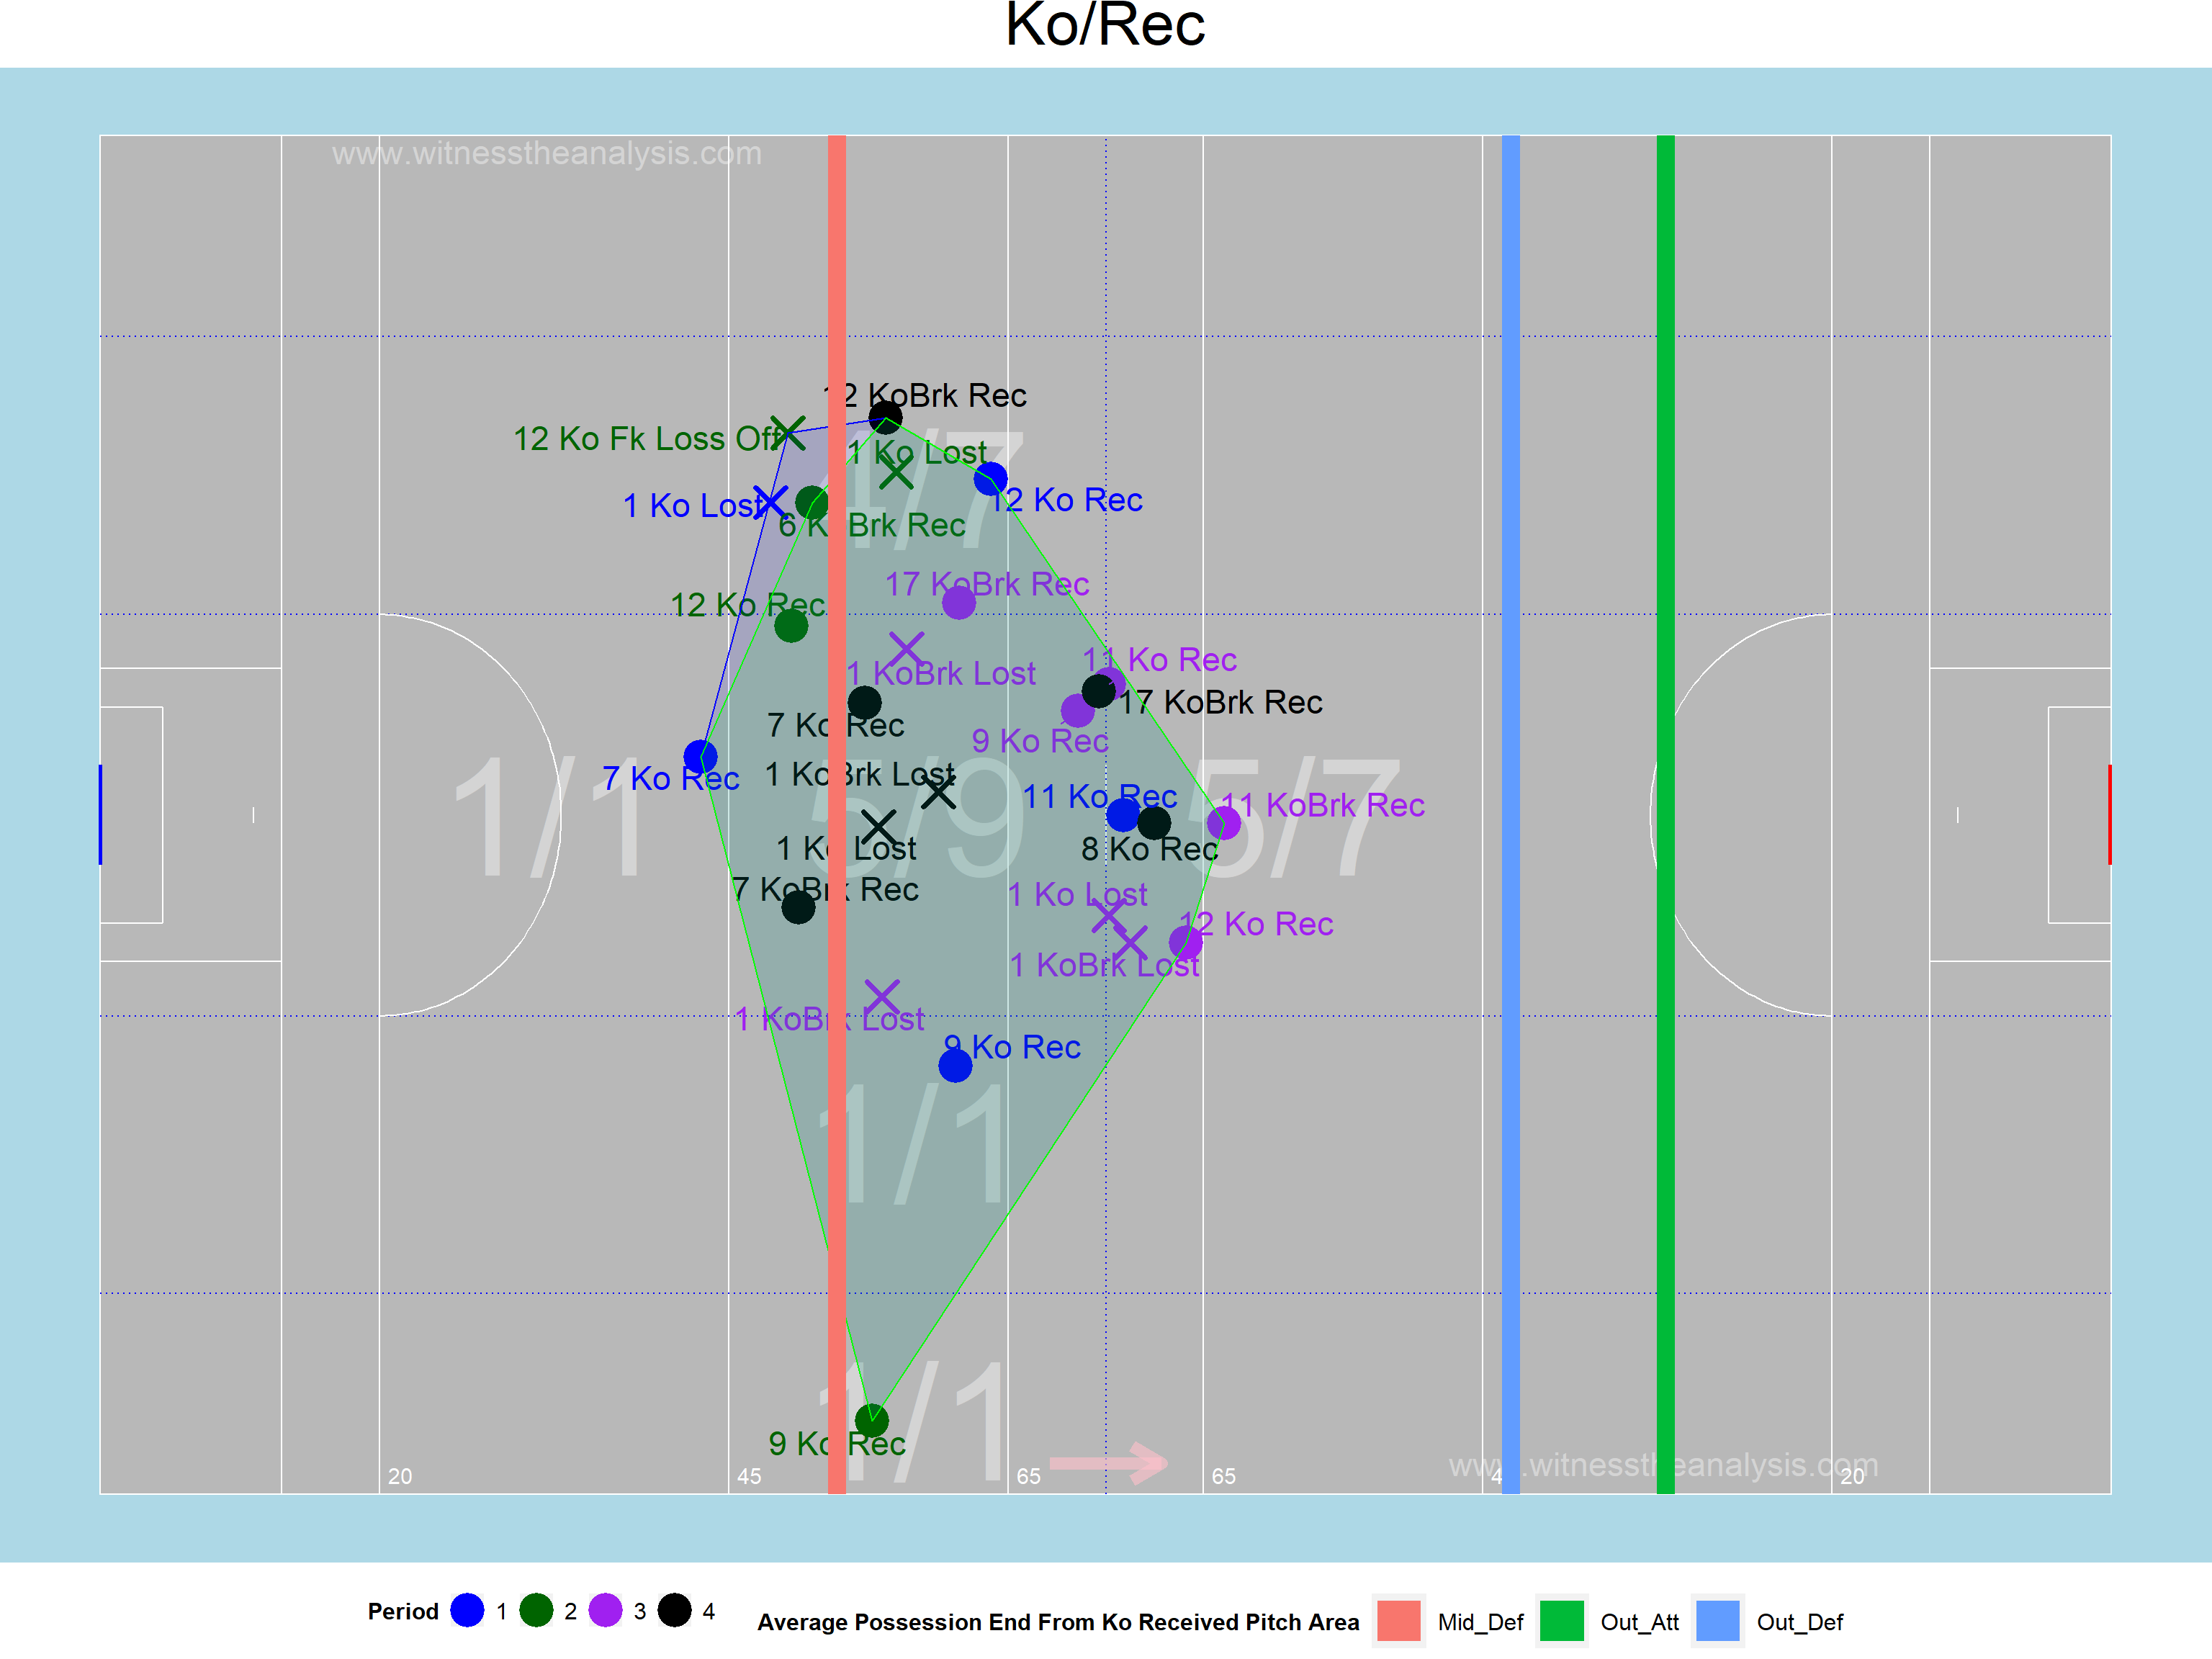 Ko/Rec
www.witnesstheanalysis.com
12 KoBrk Rec
12 Ko Fk Loss Off
1 Ko Lost
4/7
12 Ko Rec
1 Ko Lost
6 KoBrk Rec
17 KoBrk Rec
12 Ko Rec
11 Ko Rec
1 KoBrk Lost
17 KoBrk Rec
7 Ko Rec
9 Ko Rec
7 Ko Rec
1 KoBrk Lost
11 Ko Rec
11 KoBrk Rec
1/1
5/9
5/7
1 Ko Lost
8 Ko Rec
7 KoBrk Rec
1 Ko Lost
12 Ko Rec
1 KoBrk Lost
1 KoBrk Lost
9 Ko Rec
1/1
1/1
9 Ko Rec
www.witnesstheanalysis.com
20 45 65 65 20
Period 1 2 3 4
Average Possession End From Ko Received Pitch Area Mid_Def Out_Att Out_Def